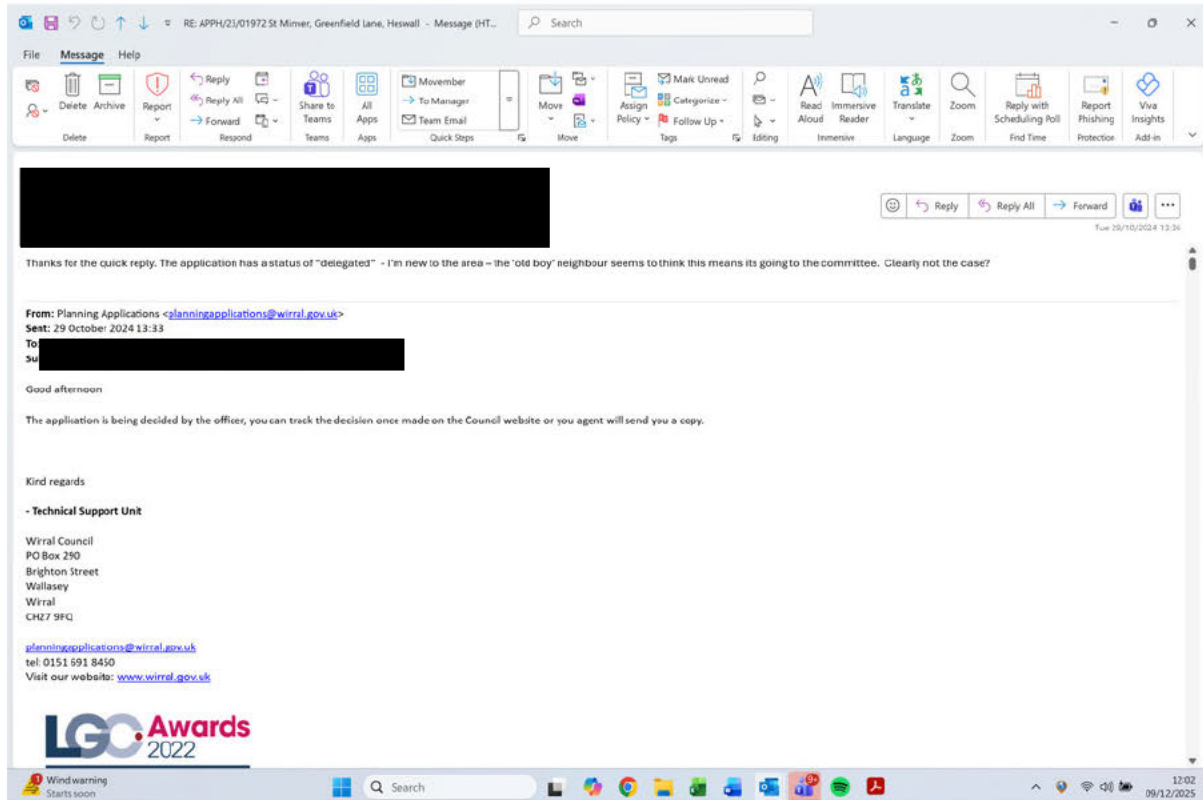 RE: APPH/23/01972 St Mimer, Greenfield Lane, Heswall - Message (HT...
Search
File Message Help
Delete Archive
Report
Reply
Reply All
Forward
Share to Teams
All Apps
Movember
To Manager
Team Email
Move
Assign Policy
Mark Unread
Categorize
Follow Up
Read Aloud
Immersive Reader
Translate
Zoom
Reply with Scheduling Poll
Report Phishing
Viva Insights
Delete Report Respond Teams Apps Quick Steps Move Tags Editing Immersive Language Zoom Find Time Protection Add-in
Reply Reply All Forward
Tue 29/10/2024 13:36
Thanks for the quick reply. The application has a status of "delegated" - I'm new to the area – the 'old boy' neighbour seems to think this means its going to the committee. Clearly not the case?
From: Planning Applications <planningapplications@wirral.gov.uk>
Sent: 29 October 2024 13:33
To:
Su
Good afternoon
The application is being decided by the officer, you can track the decision once made on the Council website or you agent will send you a copy.
Kind regards
- Technical Support Unit
Wirral Council
PO Box 290
Brighton Street
Wallasey
Wirral
CH27 9FQ
planningapplications@wirral.gov.uk
tel: 0151 691 8450
Visit our website: www.wirral.gov.uk
LGC Awards
2022
Wind warning
Starts soon
Search
9+
12:02
09/12/2025